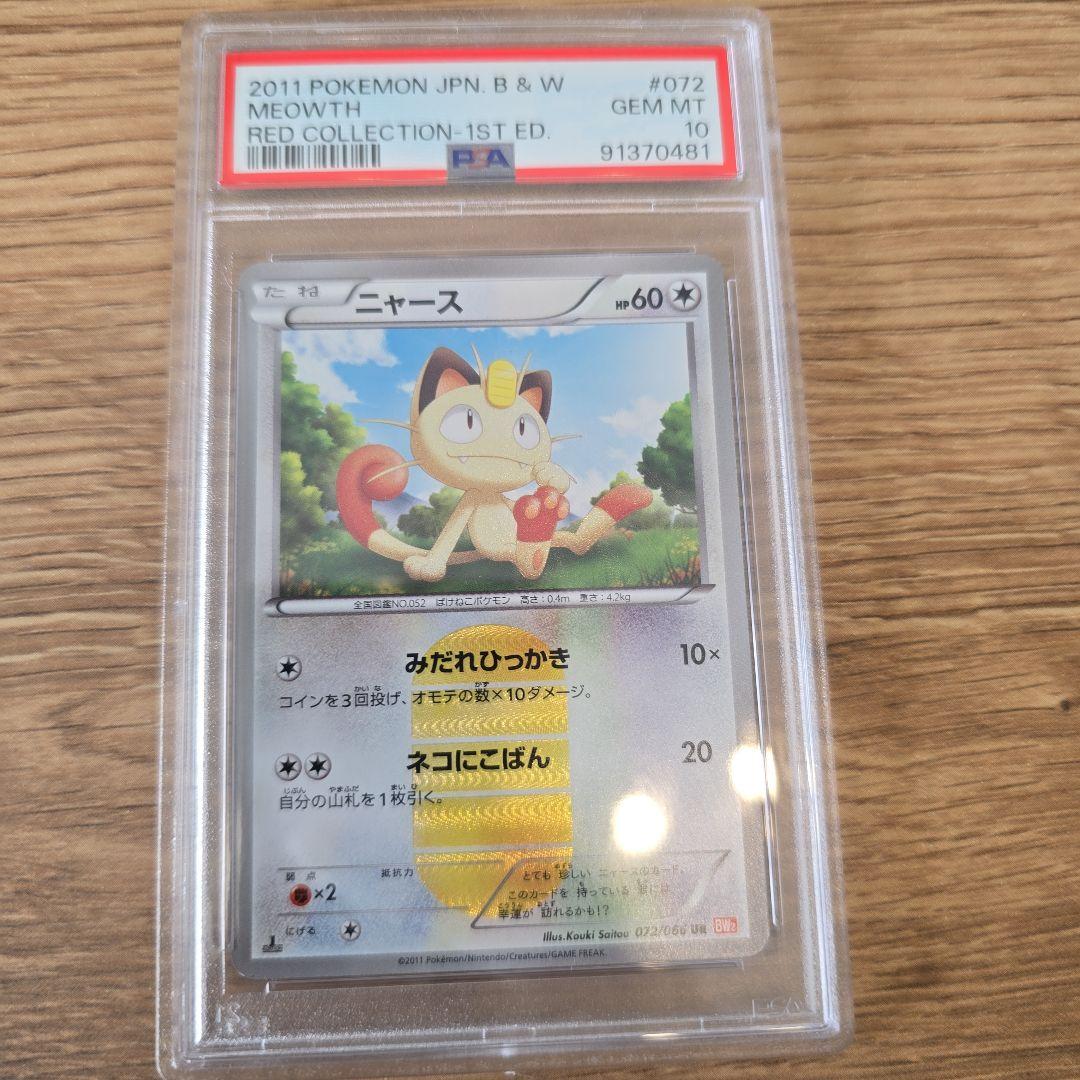 2011 POKEMON JPN. B & W #072
MEOWTH GEM MT
RED COLLECTION-1ST ED. 10
PSA 91370481
たね ニャース HP60
全国図鑑NO.052 ばけねこポケモン 高さ:0.4m 重さ:4.2kg
みだれひっかき 10×
コインを3回投げ、オモテの数×10ダメージ。
ネコにこばん 20
自分の山札を1枚引く。
弱点 抵抗力
×2
にげる
とても 珍しい ニャースのカード。
このカードを 持っている 君には
幸運が 訪れるかも!?
Illus.Kouki Saitou 072/066 UR BW2
©2011 Pokémon/Nintendo/Creatures/GAME FREAK.